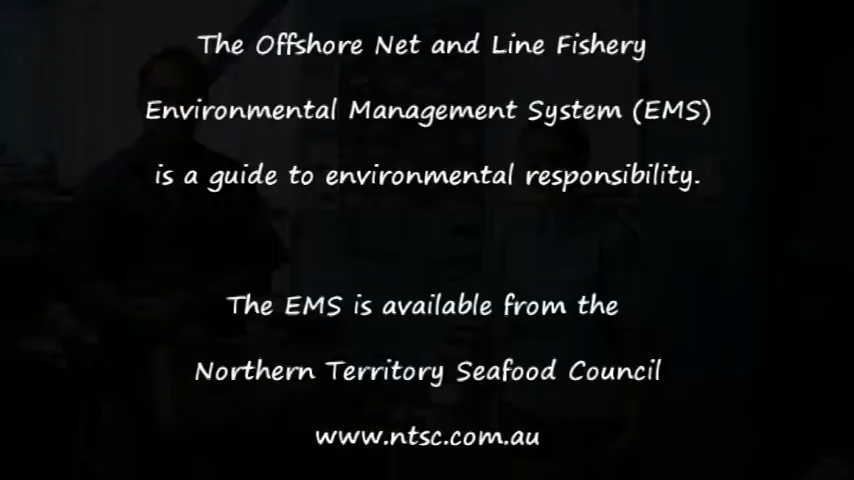 The Offshore Net and Line Fishery
Environmental Management System (EMS)
is a guide to environmental responsibility.
The EMS is available from the
Northern Territory Seafood Council
www.ntsc.com.au